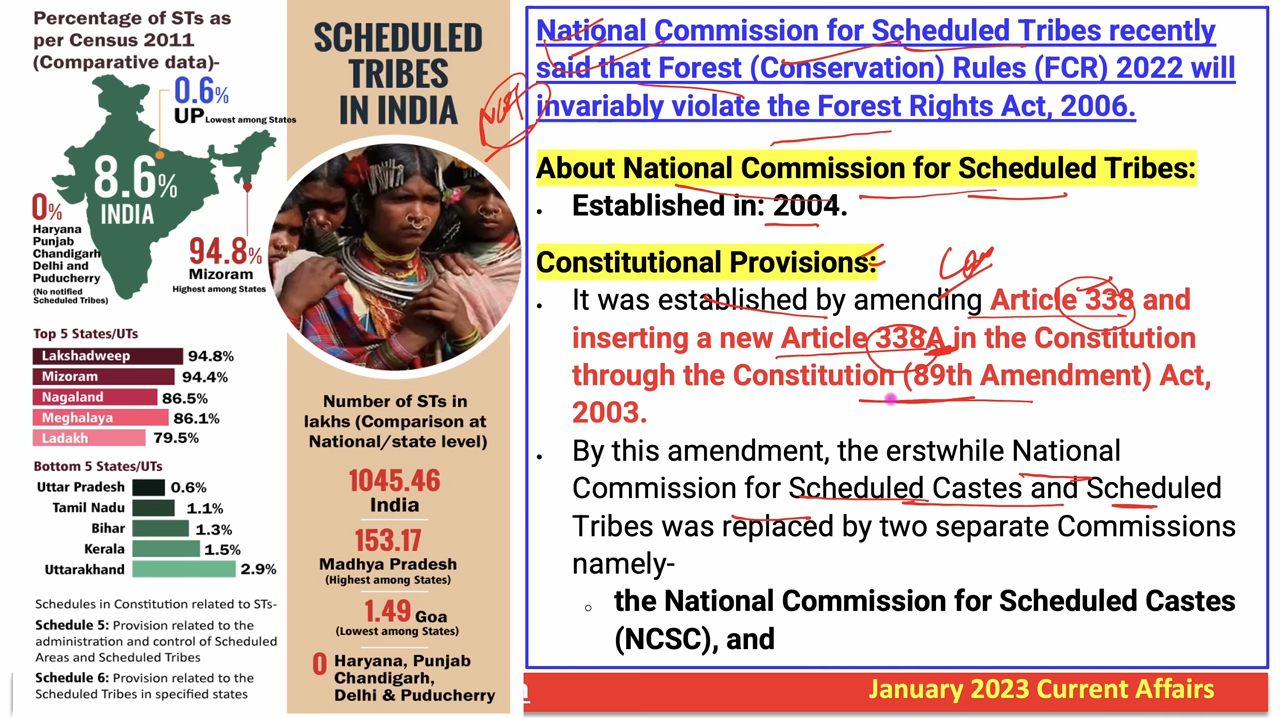 Percentage of STs as
per Census 2011
(Comparative data)-
0.6%
UP Lowest among States
8.6%
INDIA
0%
Haryana
Punjab
Chandigarh
Delhi and
Puducherry
(No notified
Scheduled Tribes)
94.8%
Mizoram
Highest among States
Top 5 States/UTs
Lakshadweep 94.8%
Mizoram 94.4%
Nagaland 86.5%
Meghalaya 86.1%
Ladakh 79.5%
Bottom 5 States/UTs
Uttar Pradesh 0.6%
Tamil Nadu 1.1%
Bihar 1.3%
Kerala 1.5%
Uttarakhand 2.9%
Schedules in Constitution related to STs-
Schedule 5: Provision related to the
administration and control of Scheduled
Areas and Scheduled Tribes
Schedule 6: Provision related to the
Scheduled Tribes in specified states
SCHEDULED
TRIBES
IN INDIA
Number of STs in
lakhs (Comparison at
National/state level)
1045.46
India
153.17
Madhya Pradesh
(Highest among States)
1.49 Goa
(Lowest among States)
0 Haryana, Punjab
Chandigarh,
Delhi & Puducherry
National Commission for Scheduled Tribes recently
said that Forest (Conservation) Rules (FCR) 2022 will
invariably violate the Forest Rights Act, 2006.
About National Commission for Scheduled Tribes:
• Established in: 2004.
Constitutional Provisions:
• It was established by amending Article 338 and
inserting a new Article 338A in the Constitution
through the Constitution (89th Amendment) Act,
2003.
• By this amendment, the erstwhile National
Commission for Scheduled Castes and Scheduled
Tribes was replaced by two separate Commissions
namely-
○ the National Commission for Scheduled Castes
(NCSC), and
January 2023 Current Affairs